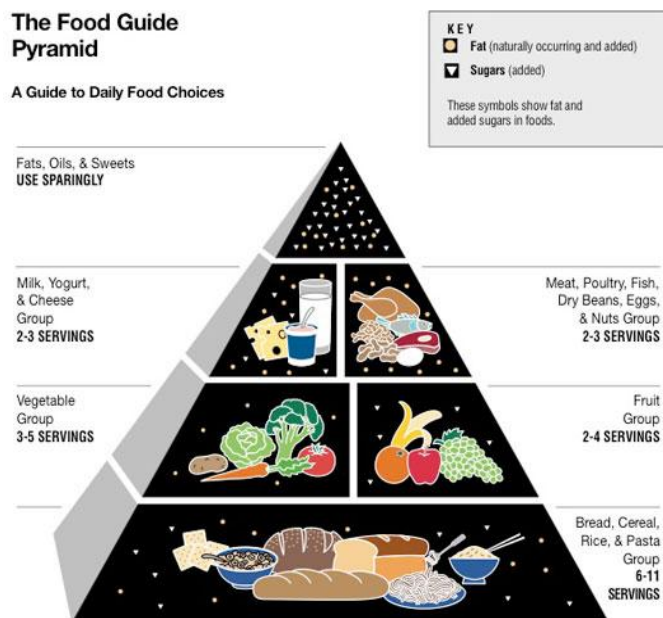 The Food Guide
Pyramid
A Guide to Daily Food Choices
KEY
Fat (naturally occurring and added)
Sugars (added)
These symbols show fat and
added sugars in foods.
Fats, Oils, & Sweets
USE SPARINGLY
Milk, Yogurt,
& Cheese
Group
2-3 SERVINGS
Meat, Poultry, Fish,
Dry Beans, Eggs,
& Nuts Group
2-3 SERVINGS
Vegetable
Group
3-5 SERVINGS
Fruit
Group
2-4 SERVINGS
Bread, Cereal,
Rice, & Pasta
Group
6-11
SERVINGS